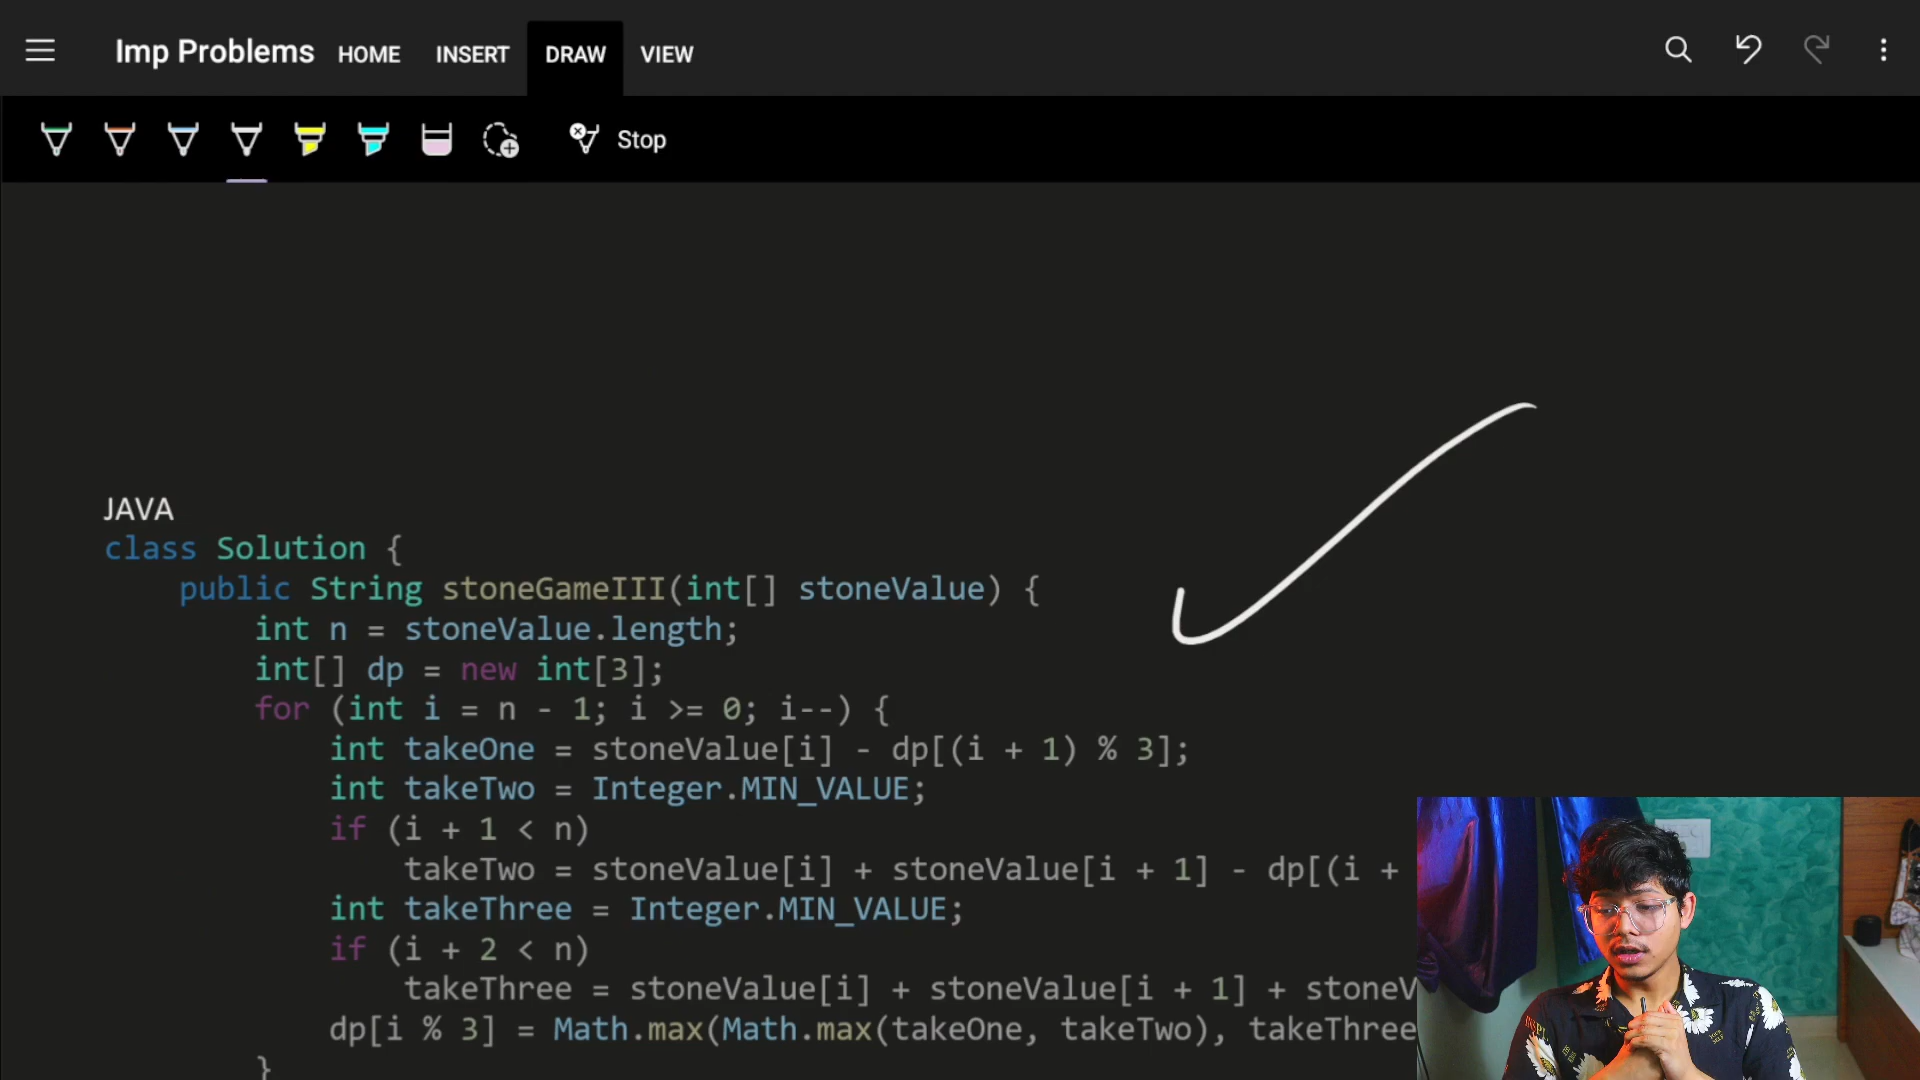 Imp Problems HOME INSERT DRAW VIEW
Stop
JAVA
class Solution {
public String stoneGameIII(int[] stoneValue) {
int n = stoneValue.length;
int[] dp = new int[3];
for (int i = n - 1; i >= 0; i--) {
int takeOne = stoneValue[i] - dp[(i + 1) % 3];
int takeTwo = Integer.MIN_VALUE;
if (i + 1 < n)
takeTwo = stoneValue[i] + stoneValue[i + 1] - dp[(i +
int takeThree = Integer.MIN_VALUE;
if (i + 2 < n)
takeThree = stoneValue[i] + stoneValue[i + 1] + stoneV
dp[i % 3] = Math.max(Math.max(takeOne, takeTwo), takeThree
}